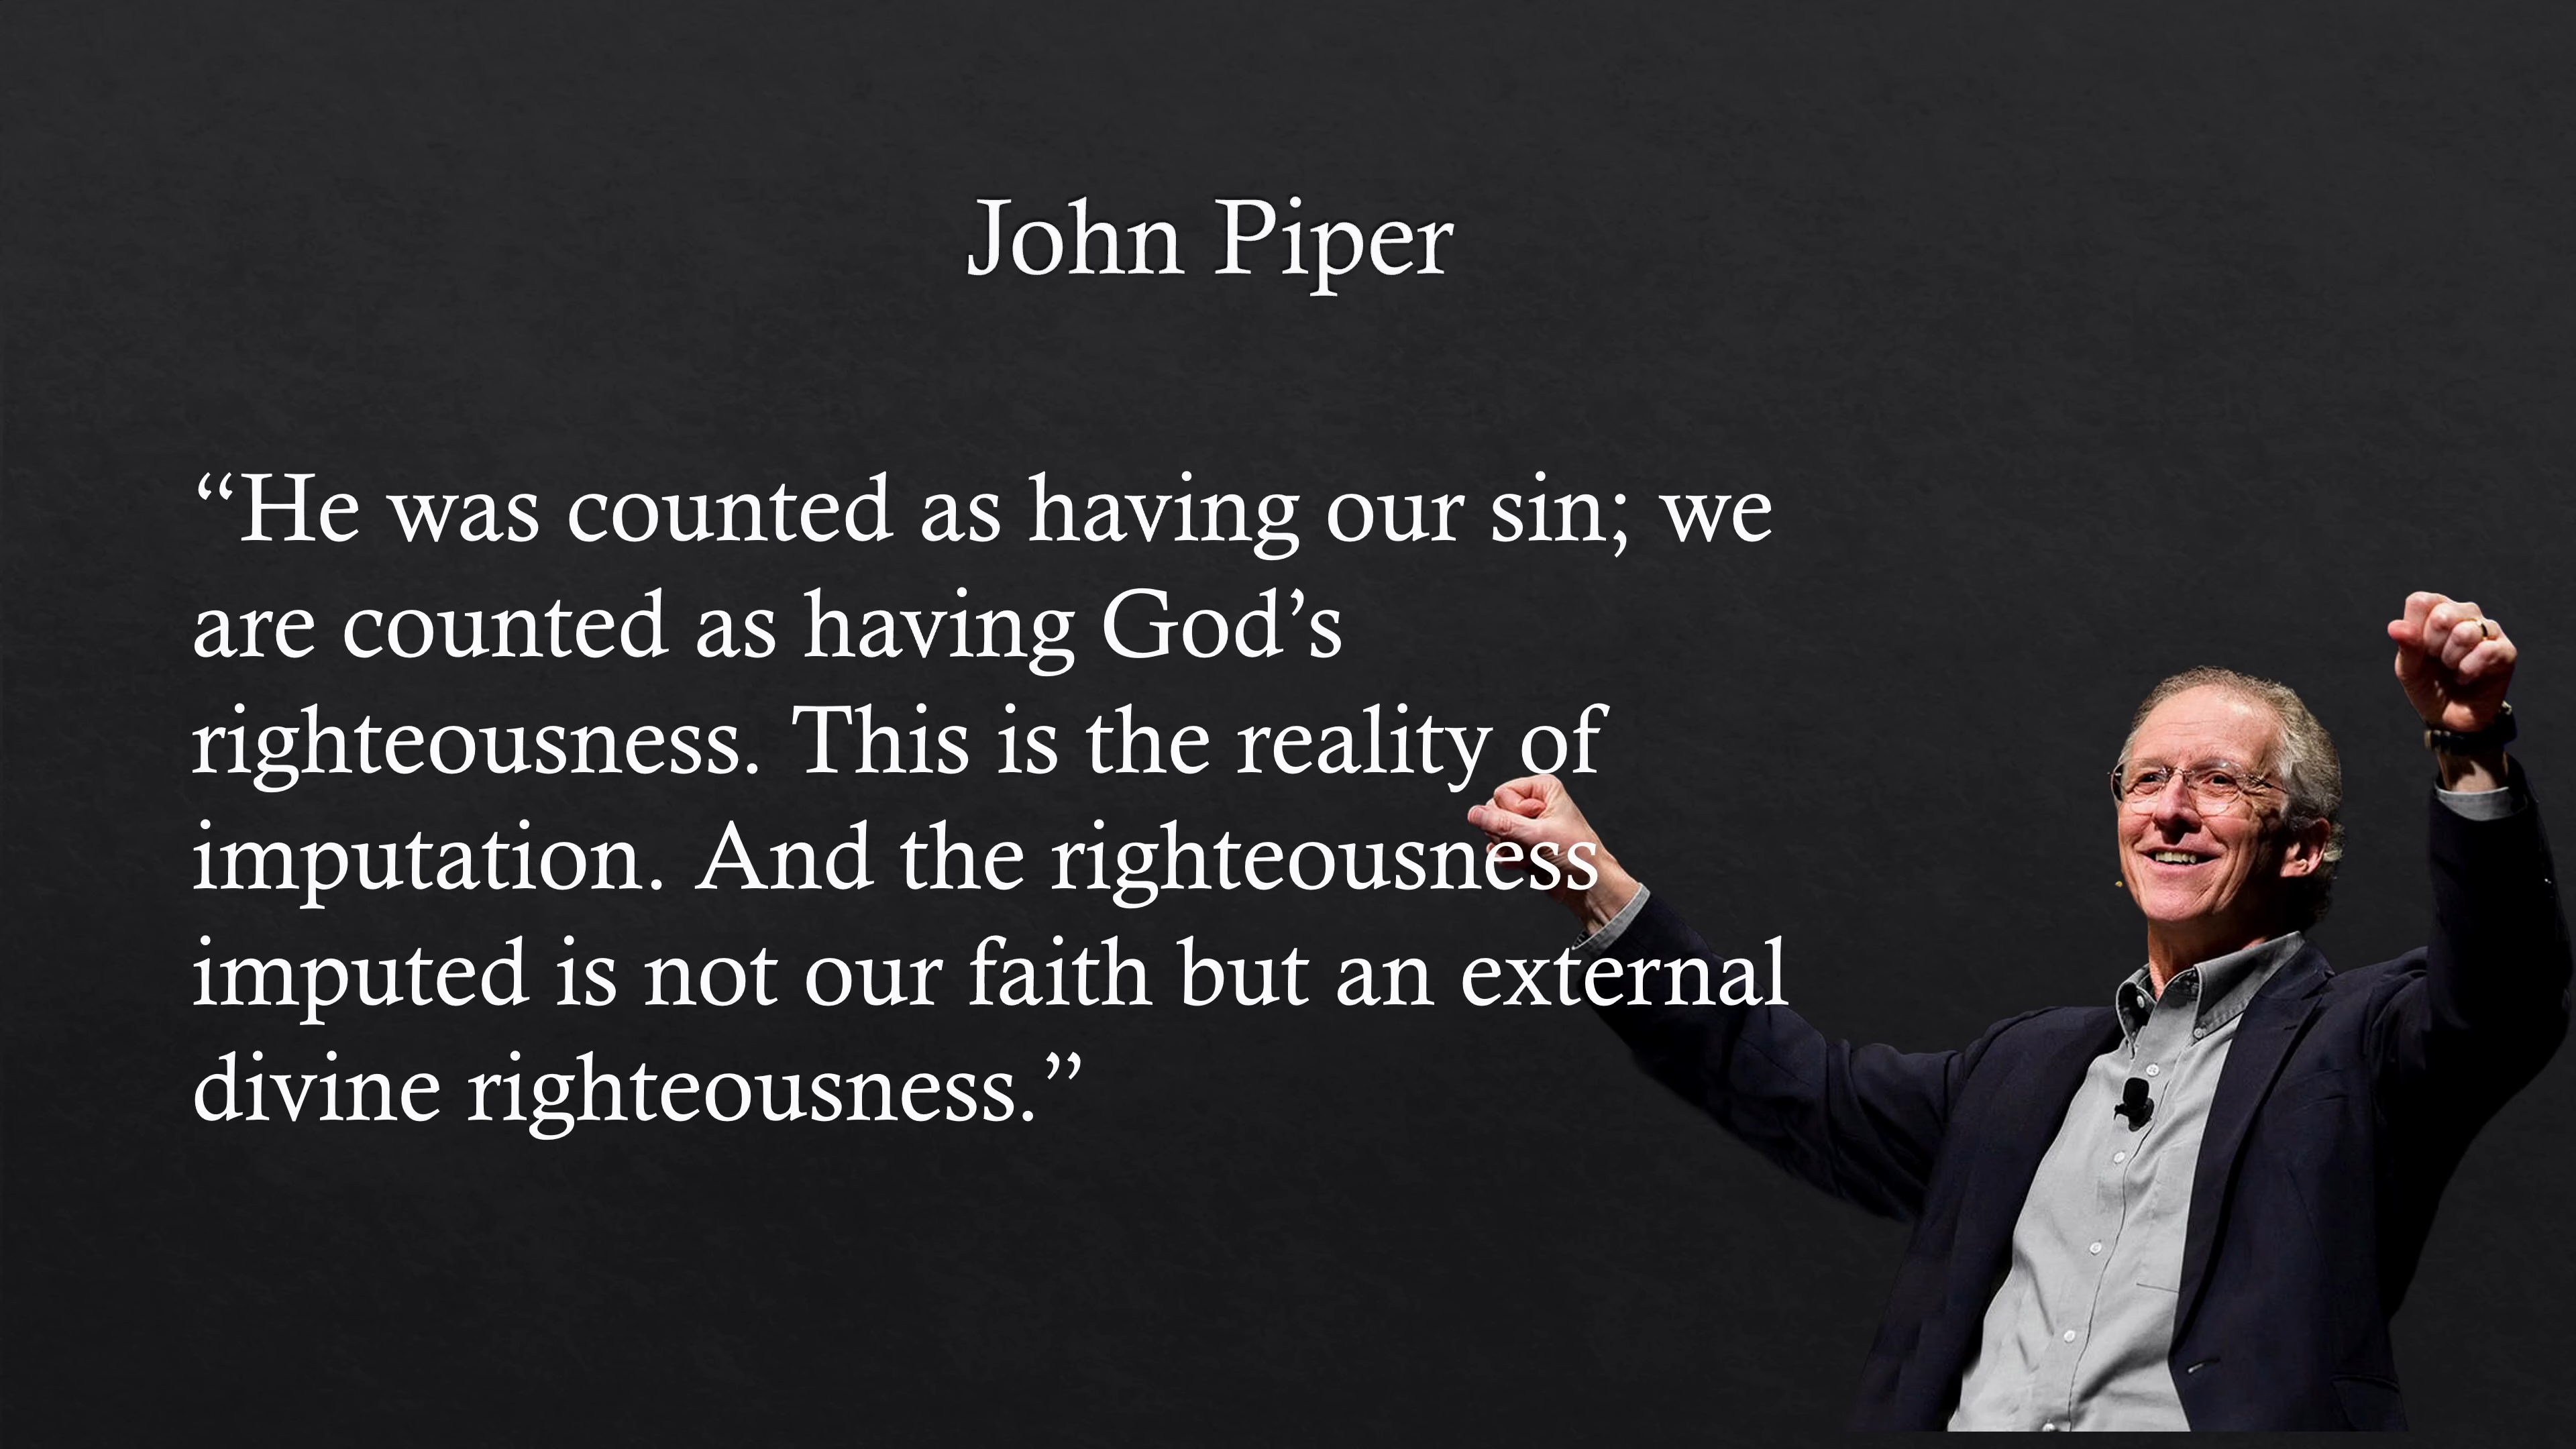 John Piper
“He was counted as having our sin; we
are counted as having God’s
righteousness. This is the reality of
imputation. And the righteousness
imputed is not our faith but an external
divine righteousness.”